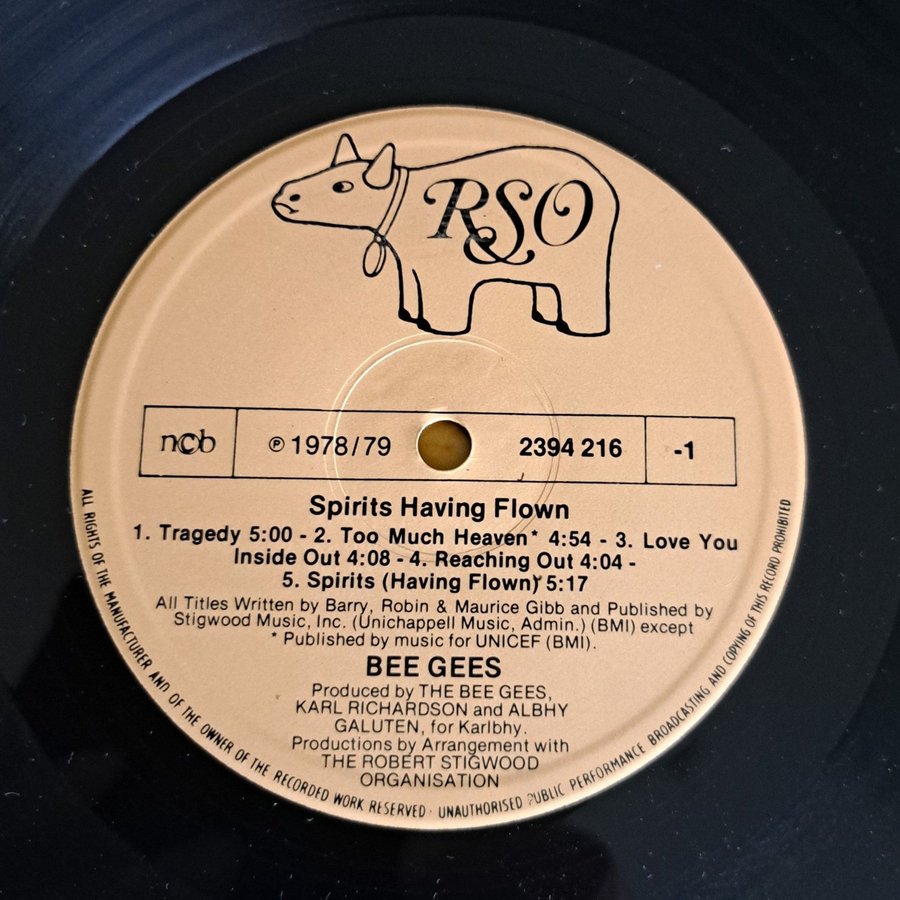 RSO
ncb ℗ 1978/79 2394 216 -1
Spirits Having Flown
1. Tragedy 5:00 - 2. Too Much Heaven* 4:54 - 3. Love You
Inside Out 4:08 - 4. Reaching Out 4:04 -
5. Spirits (Having Flown) 5:17
All Titles Written by Barry, Robin & Maurice Gibb and Published by
Stigwood Music, Inc. (Unichappell Music, Admin.) (BMI) except
* Published by music for UNICEF (BMI).
BEE GEES
Produced by THE BEE GEES,
KARL RICHARDSON and ALBHY
GALUTEN, for Karlbhy.
Productions by Arrangement with
THE ROBERT STIGWOOD
ORGANISATION
ALL RIGHTS OF THE MANUFACTURER AND OF THE OWNER OF THE RECORDED WORK RESERVED · UNAUTHORISED PUBLIC PERFORMANCE BROADCASTING AND COPYING OF THIS RECORD PROHIBITED